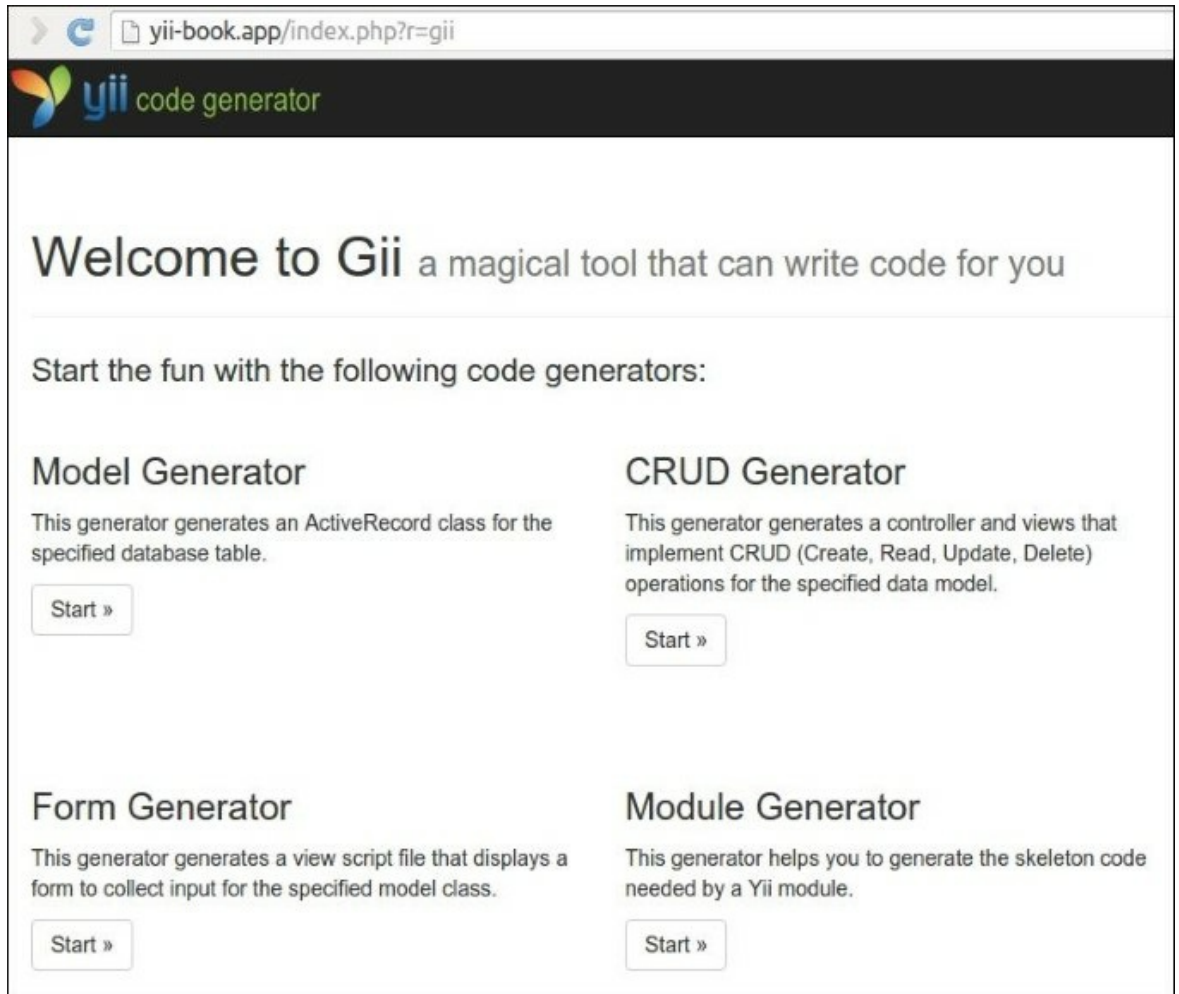 yii-book.app/index.php?r=gii
yii code generator
Welcome to Gii a magical tool that can write code for you
Start the fun with the following code generators:
Model Generator
This generator generates an ActiveRecord class for the
specified database table.
Start »
CRUD Generator
This generator generates a controller and views that
implement CRUD (Create, Read, Update, Delete)
operations for the specified data model.
Start »
Form Generator
This generator generates a view script file that displays a
form to collect input for the specified model class.
Start »
Module Generator
This generator helps you to generate the skeleton code
needed by a Yii module.
Start »